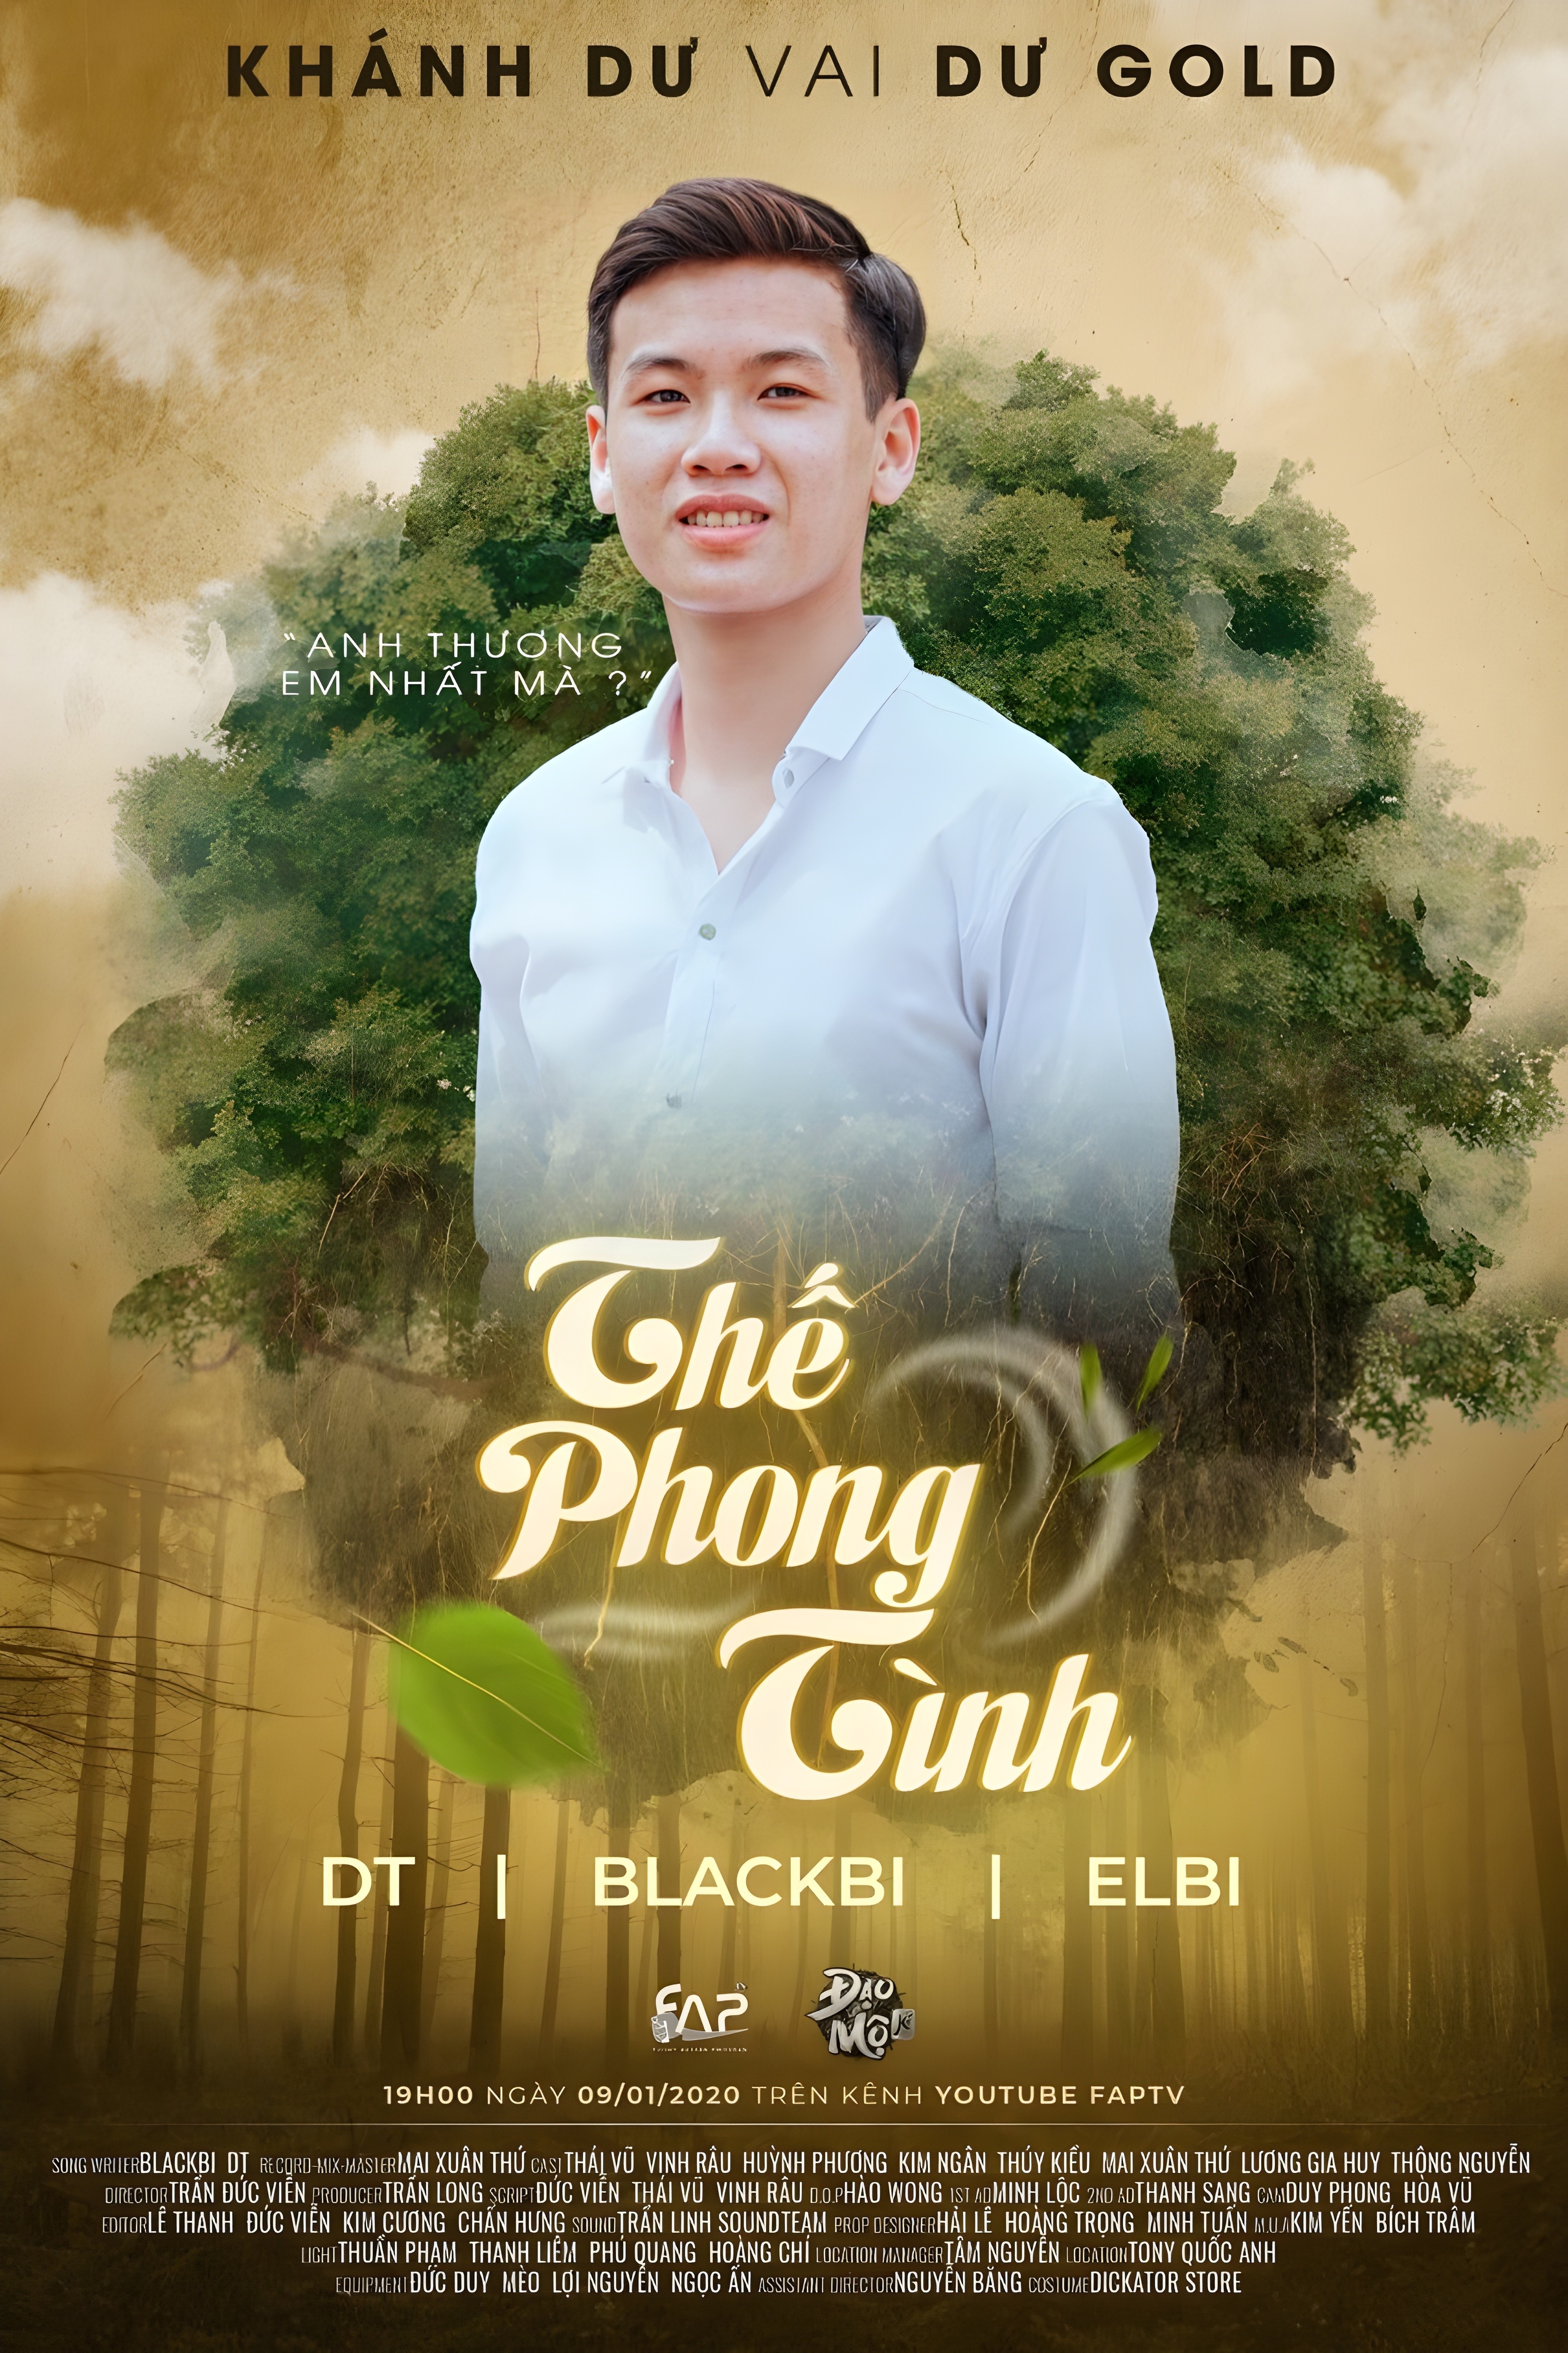 KHÁNH DƯ VAI DƯ GOLD
“ANH THƯƠNG
EM NHẤT MÀ ?”
Thế
Phong
Tình
DT | BLACKBI | ELBI
FAP TV
ĐẠO MỘ KÝ
19H00 NGÀY 09/01/2020 TRÊN KÊNH YOUTUBE FAPTV
SONG WRITER BLACKBI DT RECORD-MIX-MASTER MAI XUÂN THỨ CAST THÁI VŨ VINH RÂU HUỲNH PHƯƠNG KIM NGÂN THÚY KIỀU MAI XUÂN THỨ LƯƠNG GIA HUY THÔNG NGUYỄN
DIRECTOR TRẦN ĐỨC VIỄN PRODUCER TRẦN LONG SCRIPT ĐỨC VIỄN THÁI VŨ VINH RÂU D.O.P HÀO WONG 1ST AD MINH LỘC 2ND AD THANH SANG CAM DUY PHONG HÒA VŨ
EDITOR LÊ THANH ĐỨC VIỄN KIM CƯƠNG CHẤN HƯNG SOUND TRẦN LINH SOUNDTEAM PROP DESIGNER HẢI LÊ HOÀNG TRỌNG MINH TUẤN M.U.A KIM YẾN BÍCH TRÂM
LIGHT THUẦN PHẠM THANH LIÊM PHÚ QUANG HOÀNG CHÍ LOCATION MANAGER TÂM NGUYỄN LOCATION TONY QUỐC ANH
EQUIPMENT ĐỨC DUY MÈO LỢI NGUYỄN NGỌC ẨN ASSISTANT DIRECTOR NGUYỄN BẰNG COSTUME DICKATOR STORE